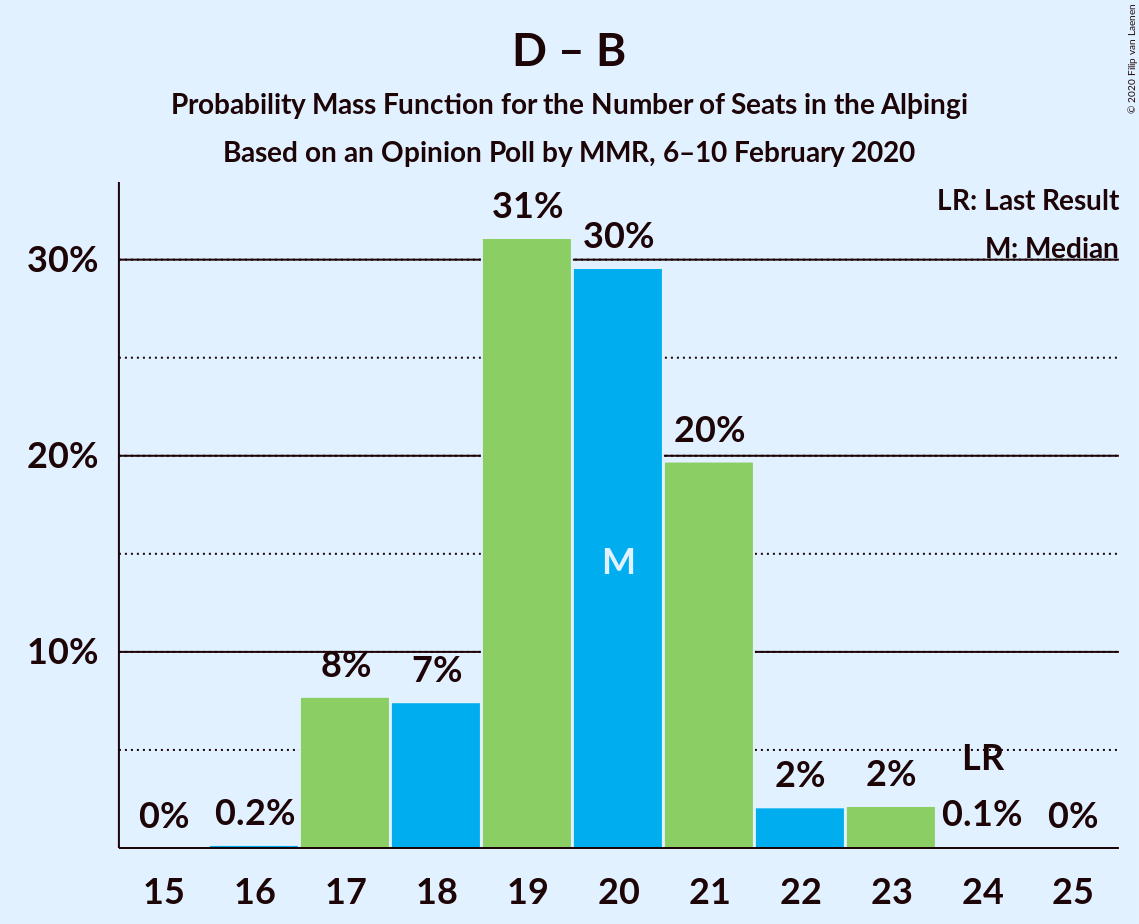 D – B
Probability Mass Function for the Number of Seats in the Alþingi
Based on an Opinion Poll by MMR, 6–10 February 2020
© 2020 Filip van Laenen
LR: Last Result
M: Median
30%
20%
10%
0%
0.2%
8%
7%
31%
30%
M
20%
2%
2%
LR
0.1%
0%
15 16 17 18 19 20 21 22 23 24 25